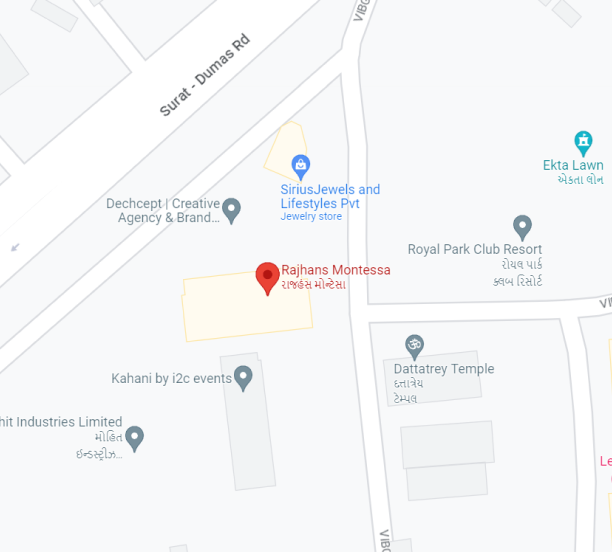 VIBG
Surat - Dumas Rd
Ekta Lawn
એકતા લૉન
SiriusJewels and
Lifestyles Pvt
Jewelry store
Dechcept | Creative
Agency & Brand...
Royal Park Club Resort
રોયલ પાર્ક
ક્લબ રિસોર્ટ
Rajhans Montessa
રાજહંસ મોન્ટેસા
VI
Dattatrey Temple
દત્તાત્રેય
ટેમ્પલ
Kahani by i2c events
hit Industries Limited
મોહિત
ઇન્ડસ્ટ્રીઝ...
Le
VIBG